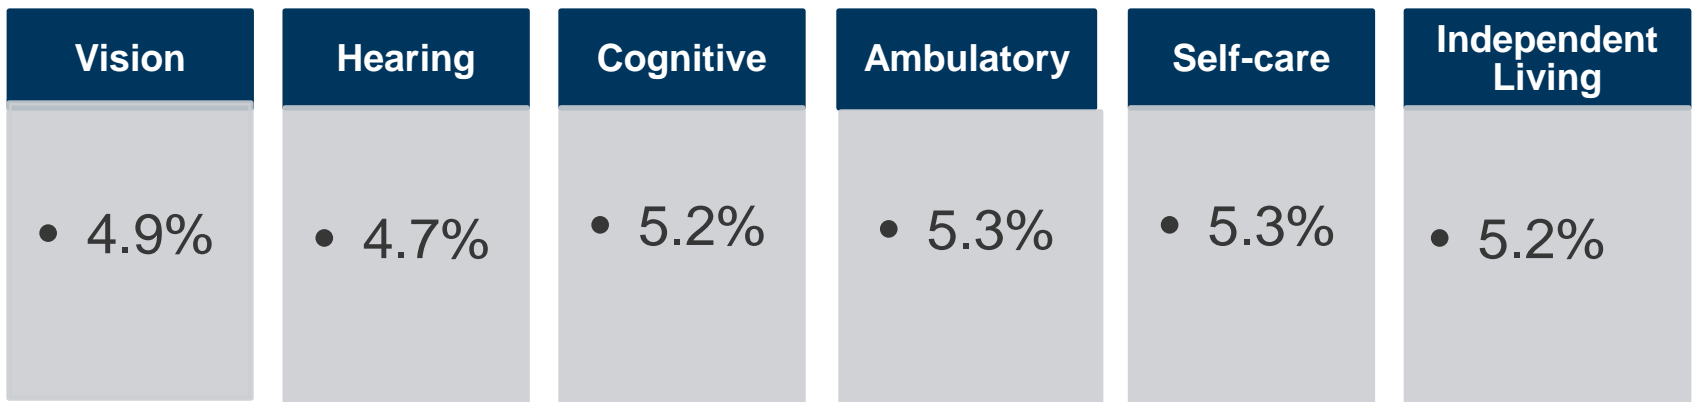 Vision
• 4.9%
Hearing
• 4.7%
Cognitive
• 5.2%
Ambulatory
• 5.3%
Self-care
• 5.3%
Independent
Living
• 5.2%